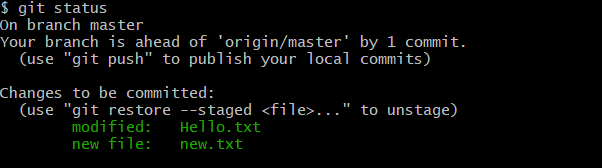 $ git status
On branch master
Your branch is ahead of 'origin/master' by 1 commit.
  (use "git push" to publish your local commits)

Changes to be committed:
  (use "git restore --staged <file>..." to unstage)
        modified:   Hello.txt
        new file:   new.txt